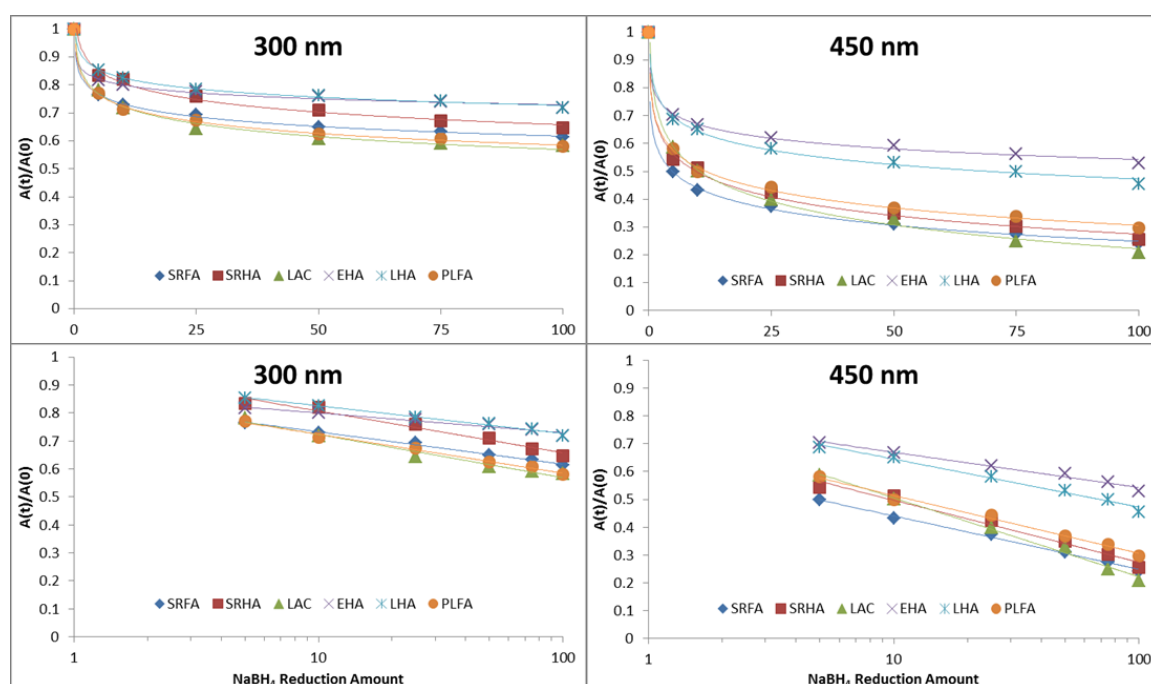 300 nm
1
0.9
0.8
0.7
0.6
0.5
0.4
0.3
0.2
0.1
0
A(t)/A(0)
SRFA SRHA LAC EHA LHA PLFA
0 25 50 75 100
450 nm
1
0.9
0.8
0.7
0.6
0.5
0.4
0.3
0.2
0.1
0
SRFA SRHA LAC EHA LHA PLFA
0 25 50 75 100
300 nm
1
0.9
0.8
0.7
0.6
0.5
0.4
0.3
0.2
0.1
0
A(t)/A(0)
SRFA SRHA LAC EHA LHA PLFA
1 10 100
NaBH₄ Reduction Amount
450 nm
1
0.9
0.8
0.7
0.6
0.5
0.4
0.3
0.2
0.1
0
SRFA SRHA LAC EHA LHA PLFA
1 10 100
NaBH₄ Reduction Amount